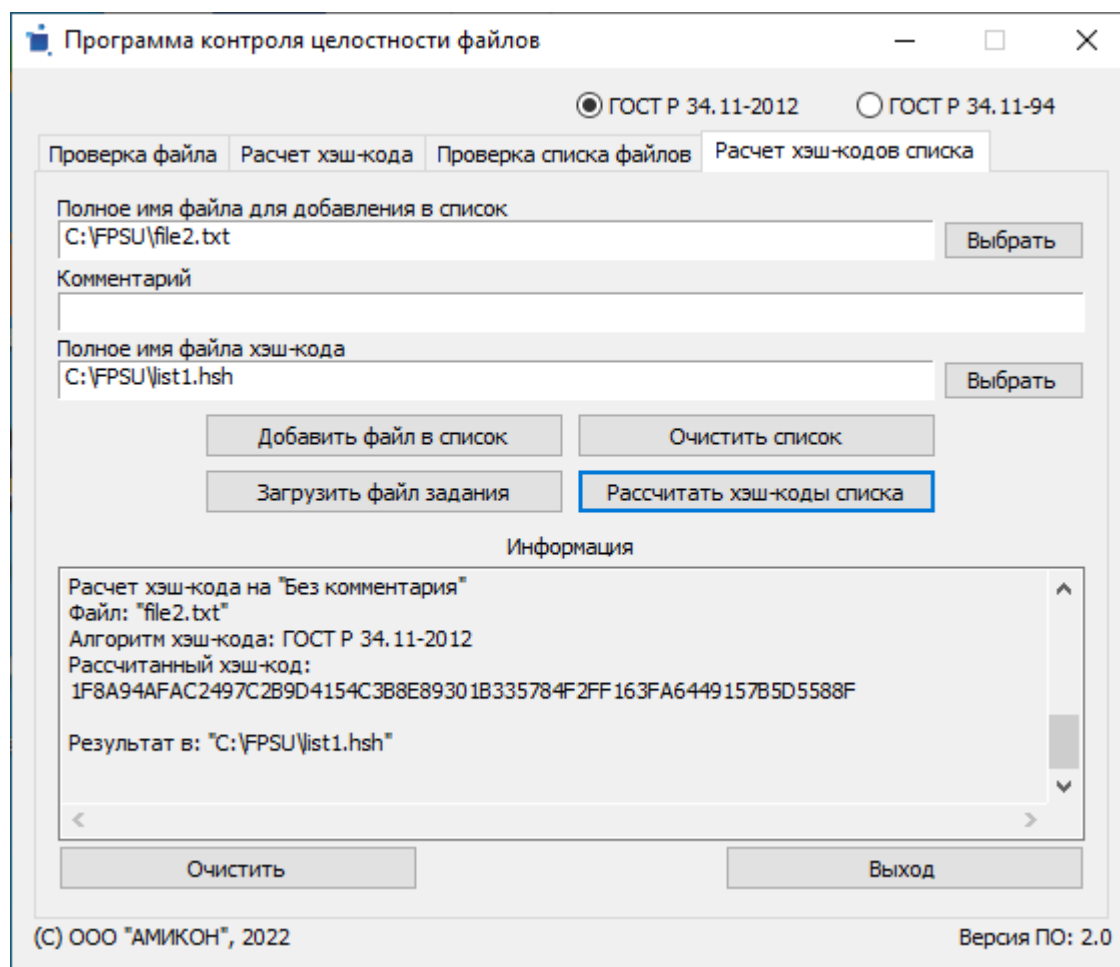 Программа контроля целостности файлов
ГОСТ Р 34.11-2012 ГОСТ Р 34.11-94
Проверка файла Расчет хэш-кода Проверка списка файлов Расчет хэш-кодов списка
Полное имя файла для добавления в список
C:\FPSU\file2.txt Выбрать
Комментарий
Полное имя файла хэш-кода
C:\FPSU\list1.hsh Выбрать
Добавить файл в список Очистить список
Загрузить файл задания Рассчитать хэш-коды списка
Информация
Расчет хэш-кода на "Без комментария"
Файл: "file2.txt"
Алгоритм хэш-кода: ГОСТ Р 34.11-2012
Рассчитанный хэш-код:
1F8A94AFAC2497C2B9D4154C3B8E89301B335784F2FF163FA6449157B5D5588F
Результат в: "C:\FPSU\list1.hsh"
Очистить Выход
(С) ООО "АМИКОН", 2022 Версия ПО: 2.0